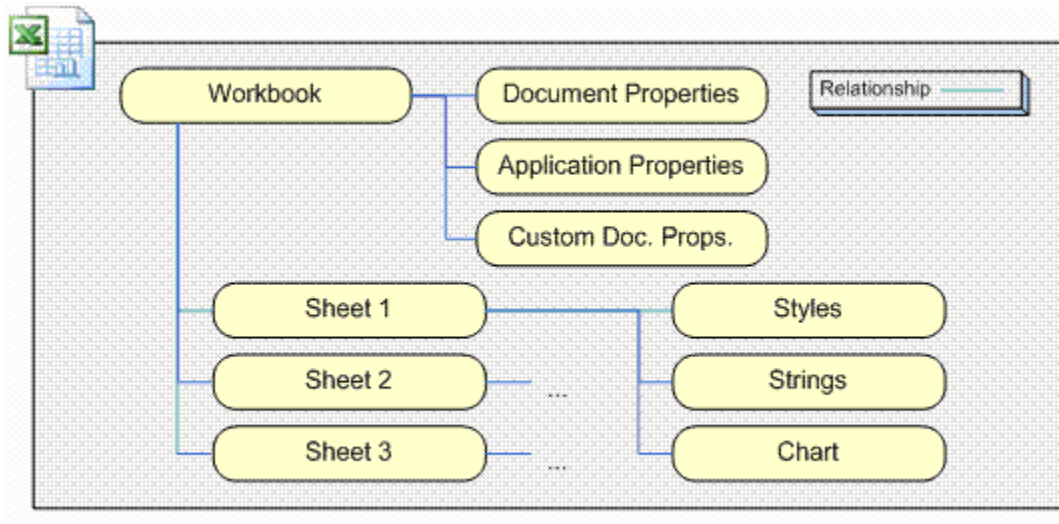 Workbook
Document Properties
Relationship
Application Properties
Custom Doc. Props.
Sheet 1
Styles
Sheet 2
...
Strings
Sheet 3
...
Chart